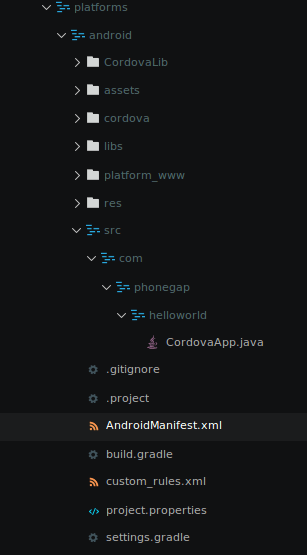 platforms
android
CordovaLib
assets
cordova
libs
platform_www
res
src
com
phonegap
helloworld
CordovaApp.java
.gitignore
.project
AndroidManifest.xml
build.gradle
custom_rules.xml
project.properties
settings.gradle